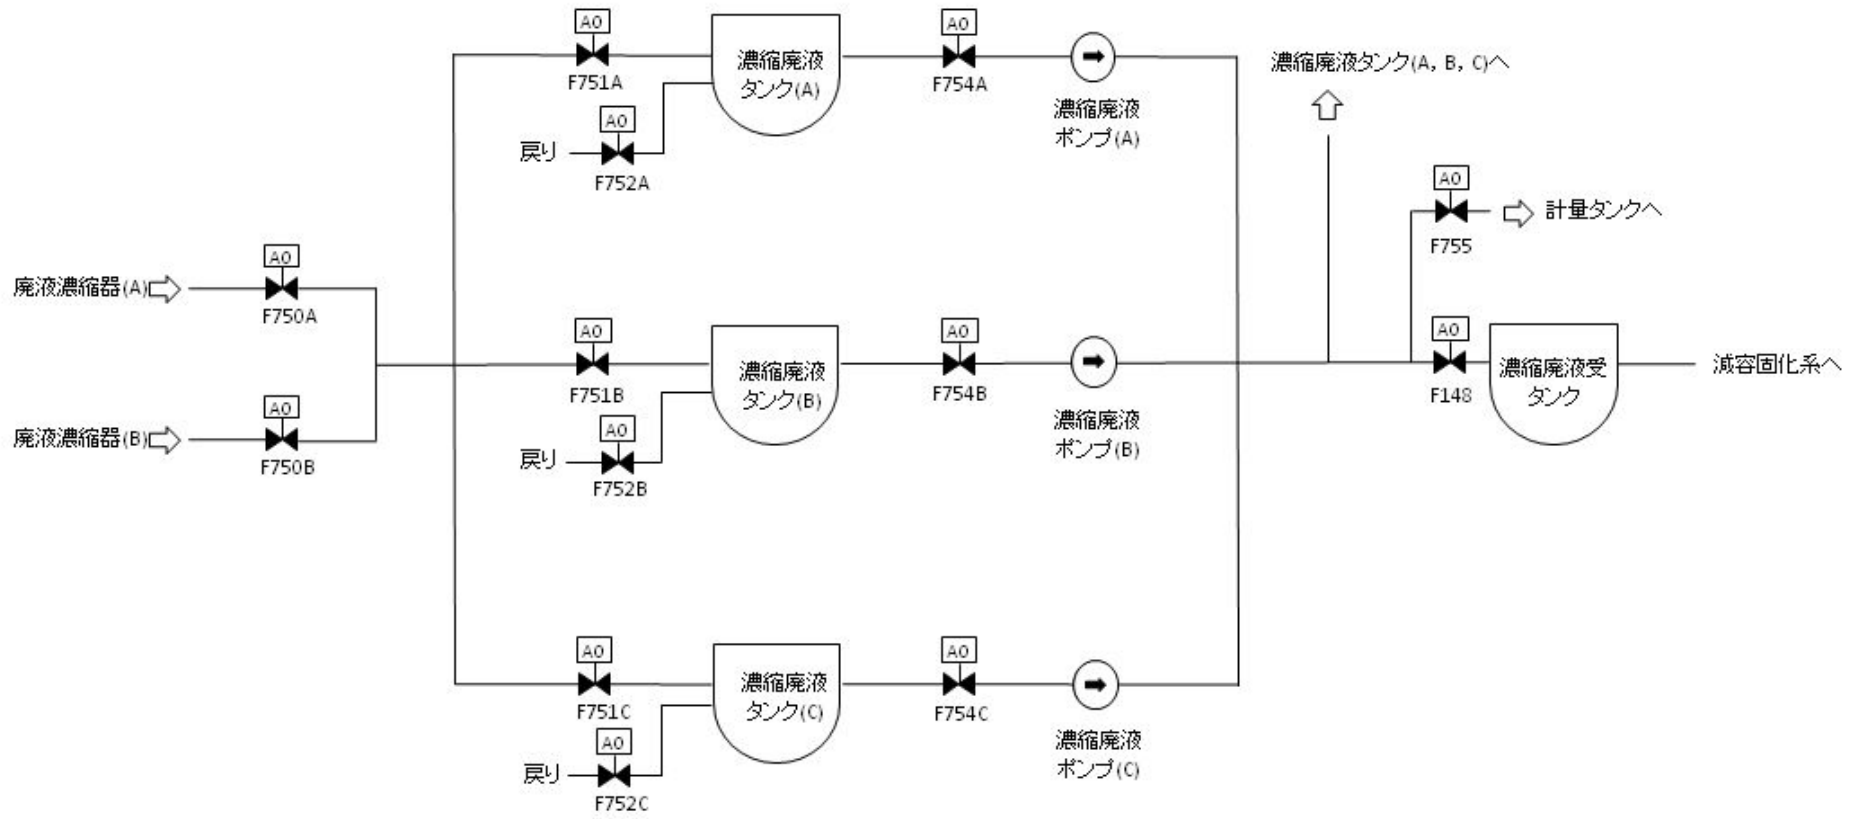 AO
F751A
濃縮廃液
タンク(A)
AO
F754A
濃縮廃液
ポンプ(A)
AO
戻り
F752A
濃縮廃液タンク(A, B, C)へ
AO
計量タンクへ
F755
廃液濃縮器(A)
AO
F750A
廃液濃縮器(B)
AO
F750B
AO
F751B
濃縮廃液
タンク(B)
AO
F754B
濃縮廃液
ポンプ(B)
AO
戻り
F752B
AO
F148
濃縮廃液受
タンク
減容固化系へ
AO
F751C
濃縮廃液
タンク(C)
AO
F754C
濃縮廃液
ポンプ(C)
AO
戻り
F752C